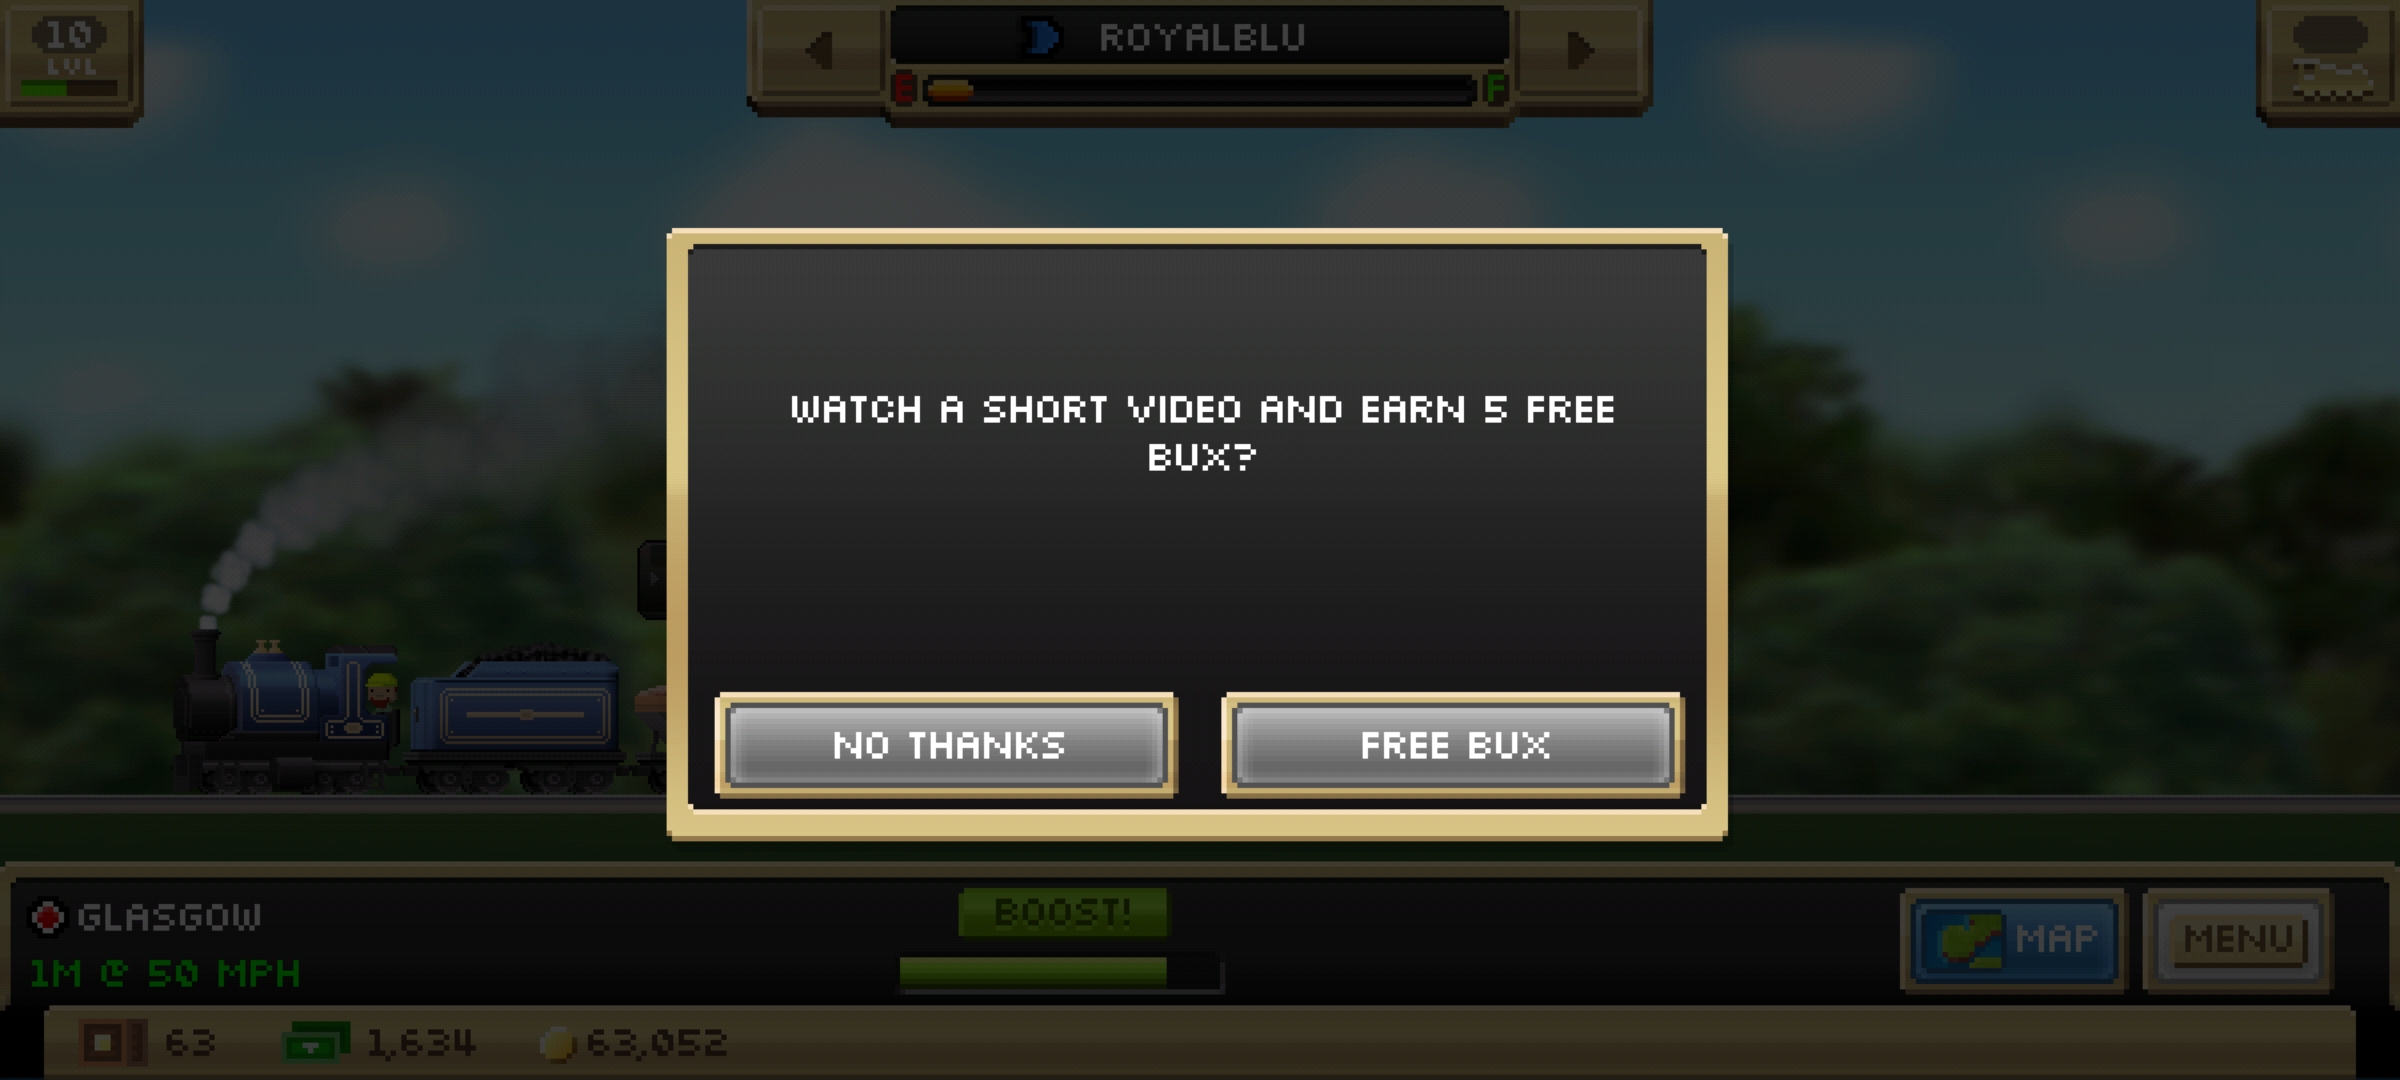 10
LVL
ROYALBLU
E F
WATCH A SHORT VIDEO AND EARN 5 FREE
BUX?
NO THANKS FREE BUX
GLASGOW
1M @ 50 MPH
BOOST!
MAP MENU
63 1,634 63,052